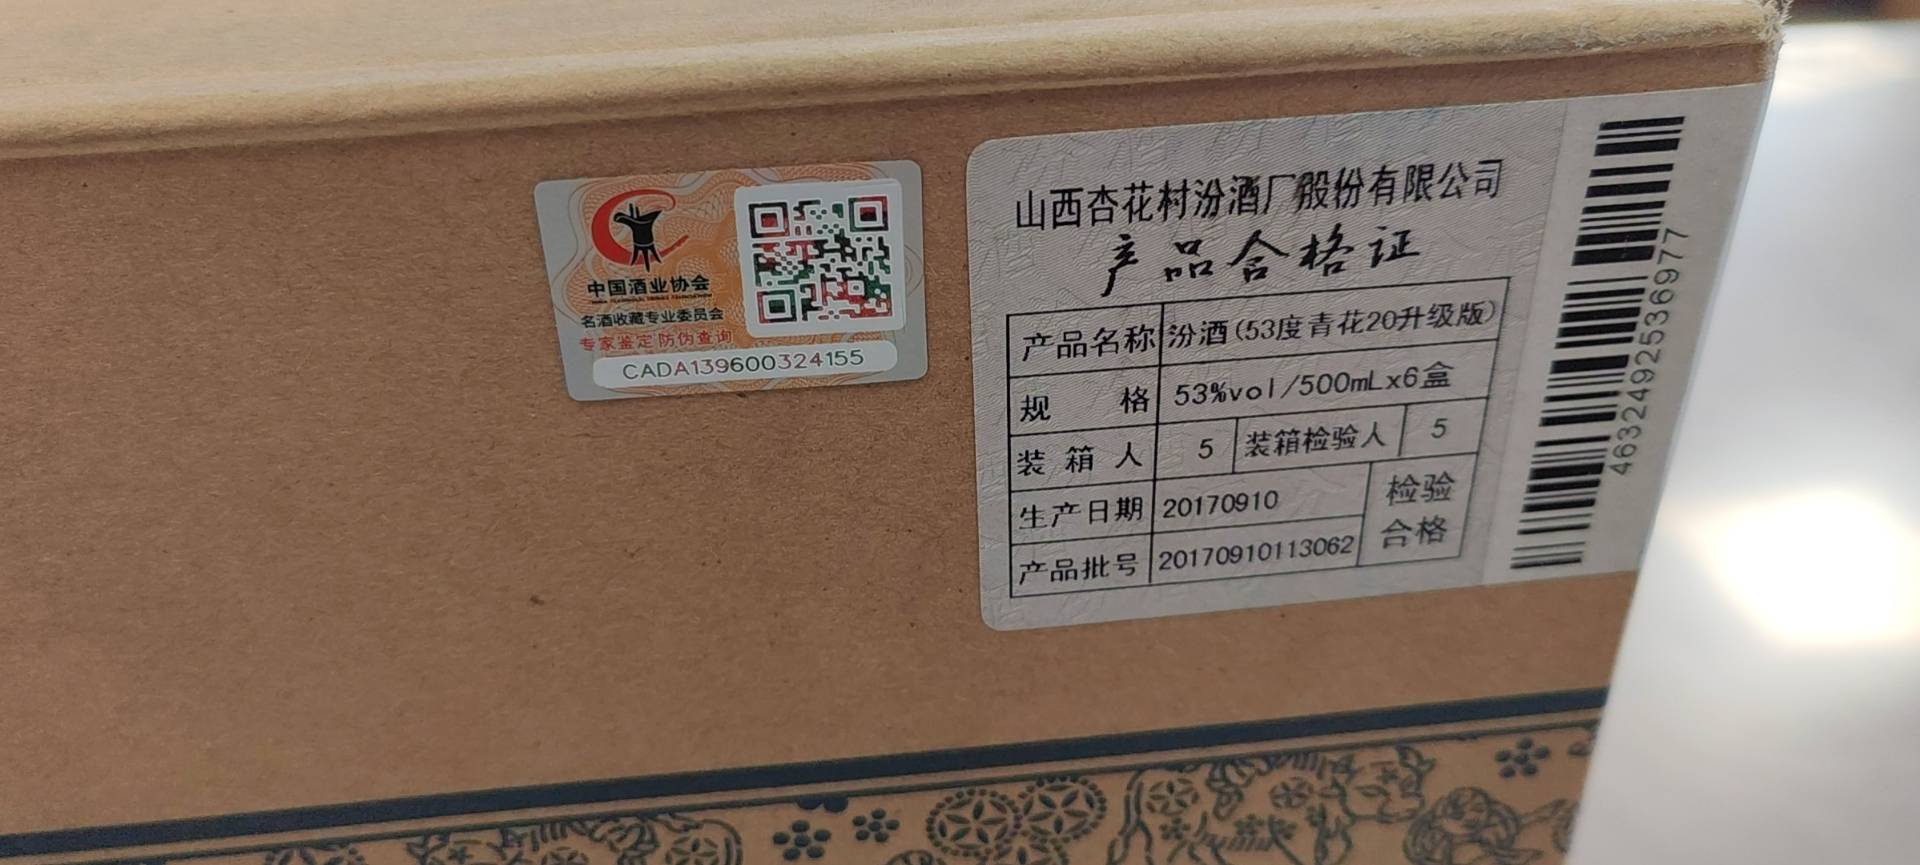 中国酒业协会
名酒收藏专业委员会
专家鉴定 防伪查询
CADA139600324155
山西杏花村汾酒厂股份有限公司
产品合格证
产品名称 汾酒(53度青花20升级版)
规 格 53%vol/500mLx6盒
装箱人 5 装箱检验人 5
生产日期 20170910
检验合格
产品批号 20170910113062
4632492536977